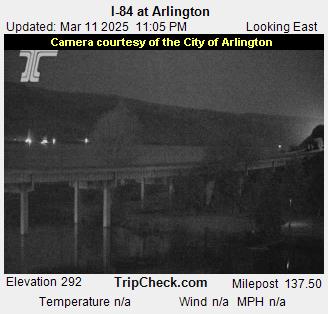 I-84 at Arlington
Updated: Mar 11 2025 11:05 PM Looking East
Camera courtesy of the City of Arlington
Elevation 292 TripCheck.com Milepost 137.50
Temperature n/a Wind n/a MPH n/a